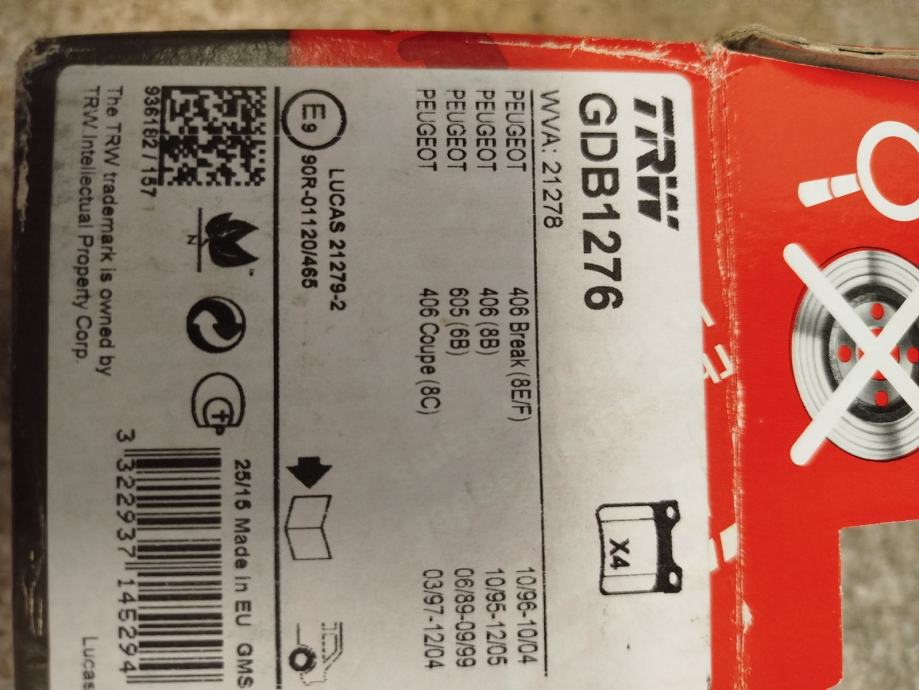 TRW
GDB1276
X4
WVA: 21278
PEUGEOT 406 Break (8E/F) 10/96-10/04
PEUGEOT 406 (8B) 10/95-12/05
PEUGEOT 605 (6B) 06/89-09/99
PEUGEOT 406 Coupe (8C) 03/97-12/04
LUCAS 21279-2
E9 90R-01120/465
25/15 Made in EU GMS
936182 / 157
N
3 322937 145294
The TRW trademark is owned by
TRW Intellectual Property Corp.
Lucas